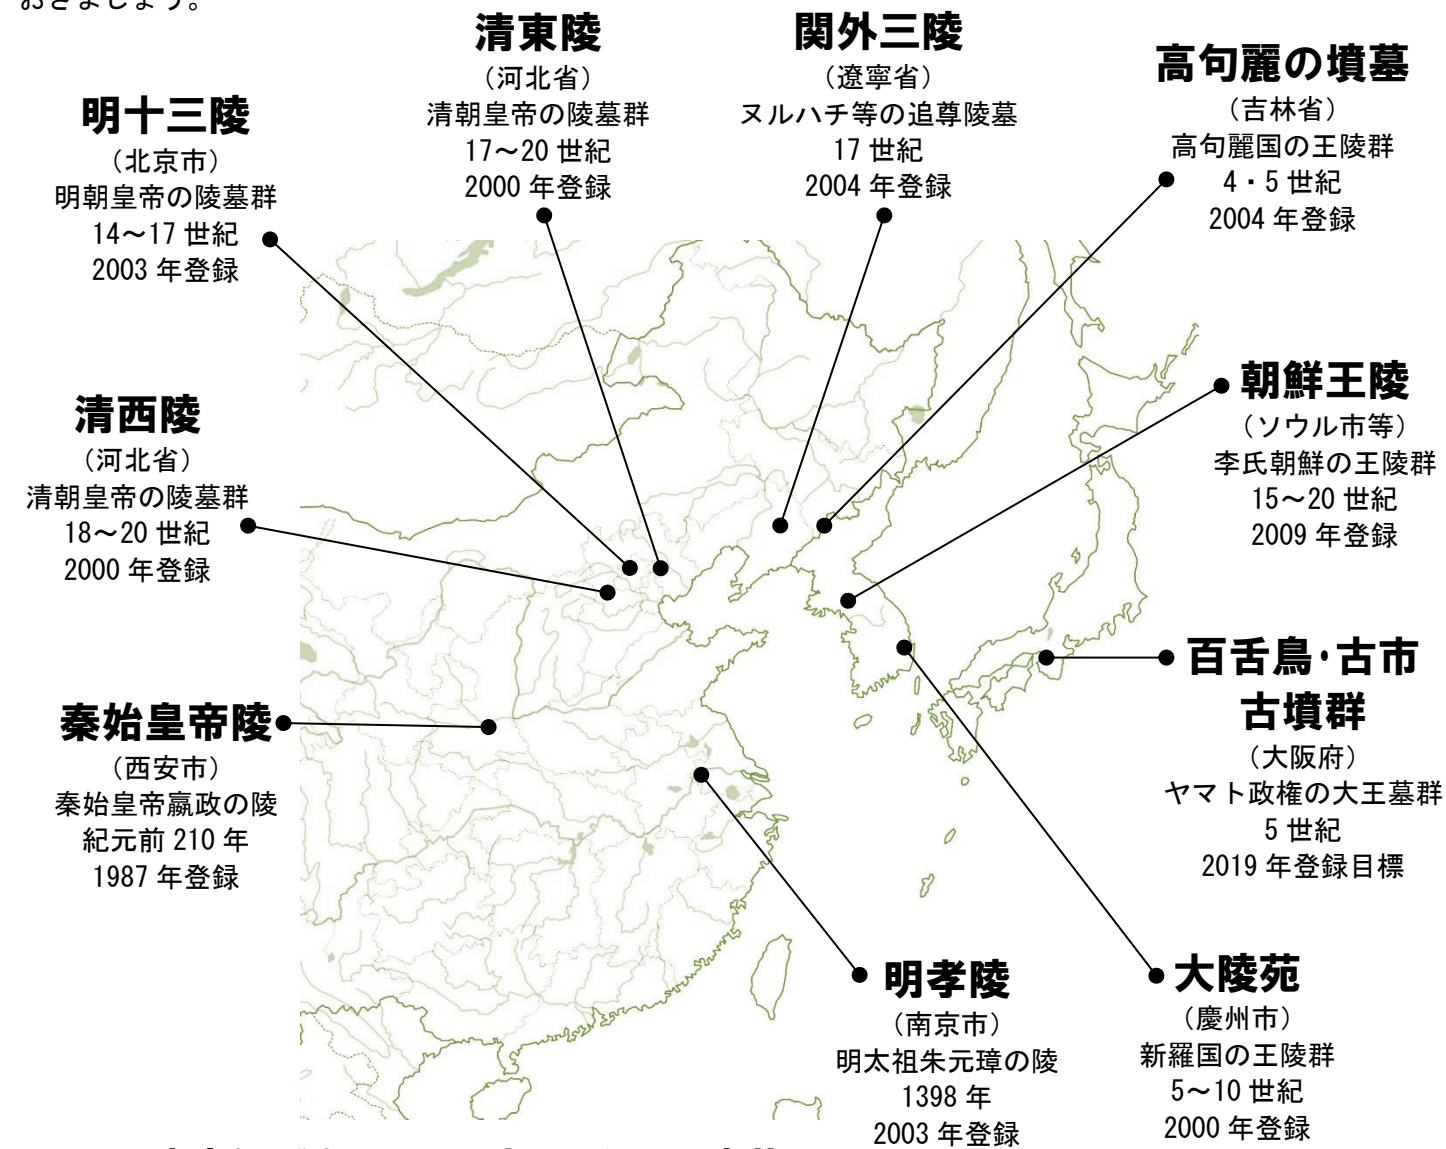 おきましょう。
清東陵
（河北省）
清朝皇帝の陵墓群
17～20 世紀
2000 年登録
関外三陵
（遼寧省）
ヌルハチ等の追尊陵墓
17 世紀
2004 年登録
高句麗の墳墓
（吉林省）
高句麗国の王陵群
4・5 世紀
2004 年登録
明十三陵
（北京市）
明朝皇帝の陵墓群
14～17 世紀
2003 年登録
清西陵
（河北省）
清朝皇帝の陵墓群
18～20 世紀
2000 年登録
朝鮮王陵
（ソウル市等）
李氏朝鮮の王陵群
15～20 世紀
2009 年登録
秦始皇帝陵
（西安市）
秦始皇帝嬴政の陵
紀元前 210 年
1987 年登録
百舌鳥・古市
古墳群
（大阪府）
ヤマト政権の大王墓群
5 世紀
2019 年登録目標
明孝陵
（南京市）
明太祖朱元璋の陵
1398 年
2003 年登録
大陵苑
（慶州市）
新羅国の王陵群
5～10 世紀
2000 年登録